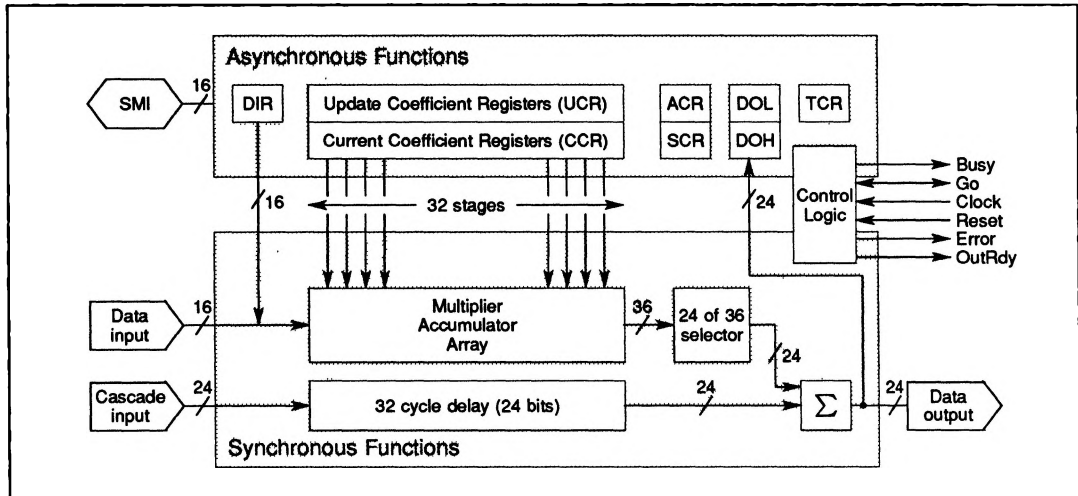 Asynchronous Functions
SMI
16
DIR
Update Coefficient Registers (UCR)
Current Coefficient Registers (CCR)
ACR
SCR
DOL
DOH
TCR
Control
Logic
Busy
Go
Clock
Reset
Error
OutRdy
16
32 stages
24
Data
input
16
Multiplier
Accumulator
Array
36
24 of 36
selector
24
Cascade
input
24
32 cycle delay (24 bits)
24
Σ
24
Data
output
Synchronous Functions